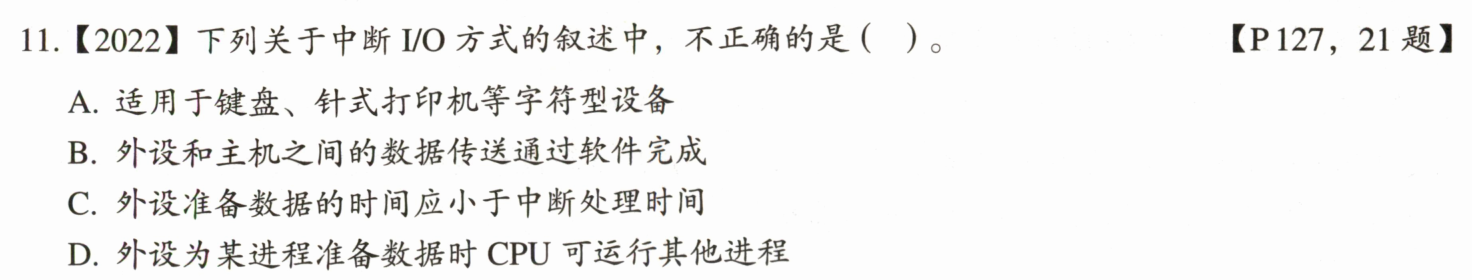 11.【2022】下列关于中断 I/O 方式的叙述中，不正确的是（　）。　【P127，21 题】
A. 适用于键盘、针式打印机等字符型设备
B. 外设和主机之间的数据传送通过软件完成
C. 外设准备数据的时间应小于中断处理时间
D. 外设为某进程准备数据时 CPU 可运行其他进程